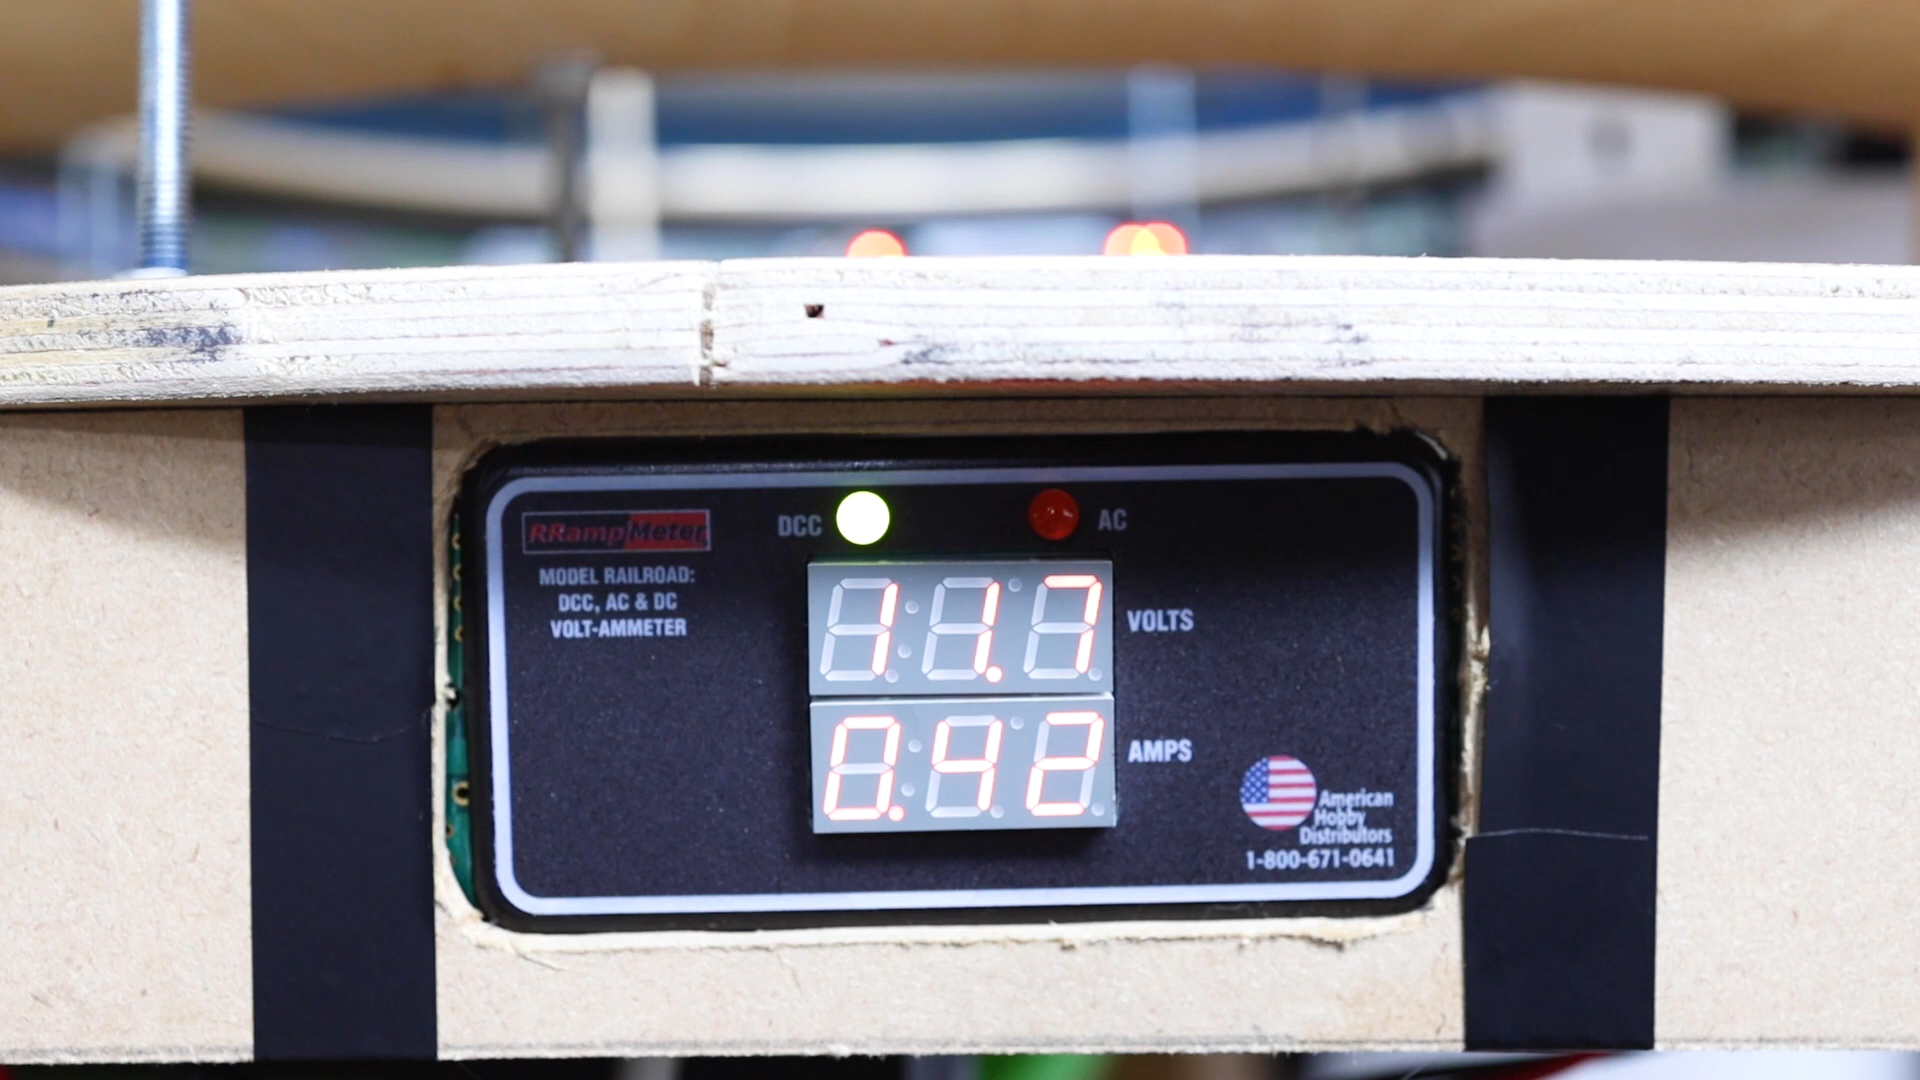 DCC
AC
RRampMeter
MODEL RAILROAD:
DCC, AC & DC
VOLT-AMMETER
11.7 VOLTS
0.42 AMPS
American
Hobby
Distributors
1-800-671-0641